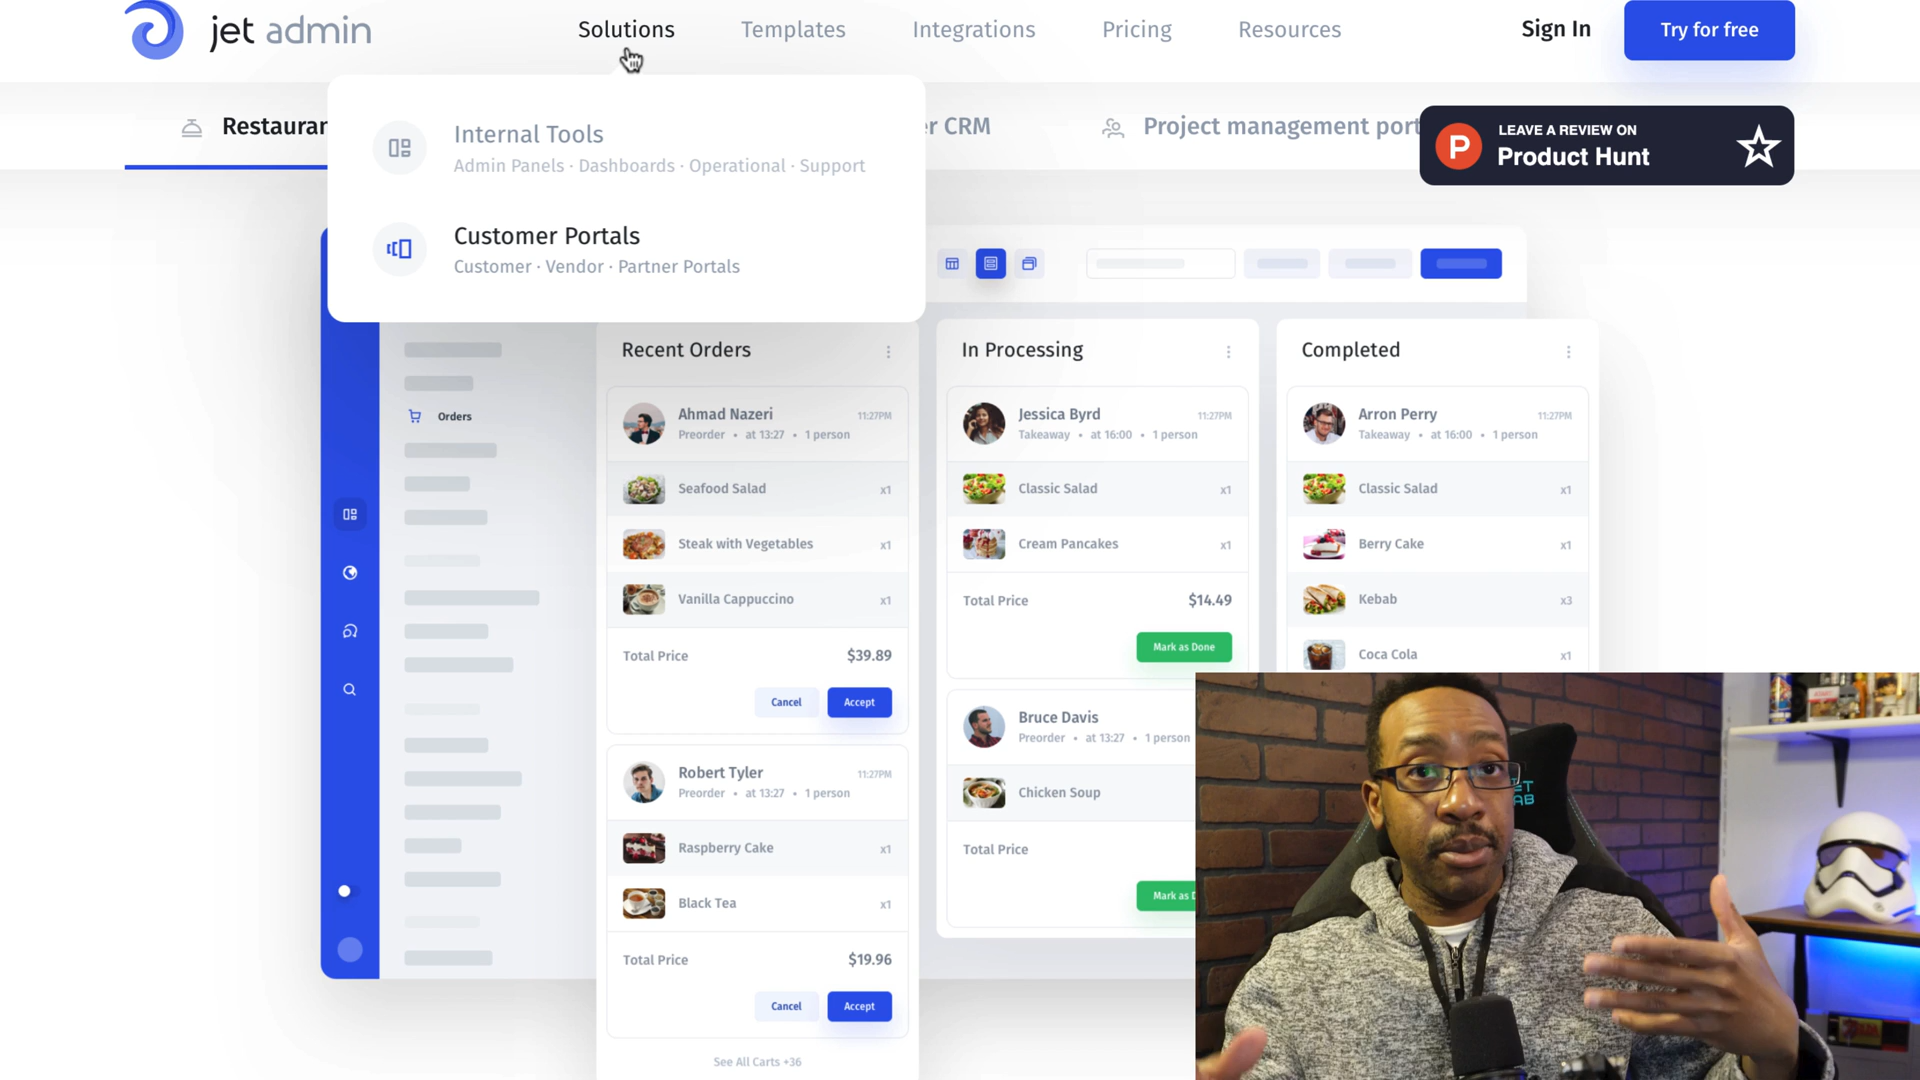 jet admin
Solutions
Templates
Integrations
Pricing
Resources
Sign In
Try for free
Internal Tools
Admin Panels · Dashboards · Operational · Support
Customer Portals
Customer · Vendor · Partner Portals
Restaurar
er CRM
Project management port
LEAVE A REVIEW ON
Product Hunt
P
Orders
Recent Orders
Ahmad Nazeri
11:27PM
Preorder • at 13:27 • 1 person
Seafood Salad x1
Steak with Vegetables x1
Vanilla Cappuccino x1
Total Price $39.89
Cancel
Accept
Robert Tyler
11:27PM
Preorder • at 13:27 • 1 person
Raspberry Cake x1
Black Tea x1
Total Price $19.96
Cancel
Accept
See All Carts +36
In Processing
Jessica Byrd
11:27PM
Takeaway • at 16:00 • 1 person
Classic Salad x1
Cream Pancakes x1
Total Price $14.49
Mark as Done
Bruce Davis
Preorder • at 13:27 • 1 person
Chicken Soup
Total Price
Mark as D
Completed
Arron Perry
11:27PM
Takeaway • at 16:00 • 1 person
Classic Salad x1
Berry Cake x1
Kebab x3
Coca Cola x1